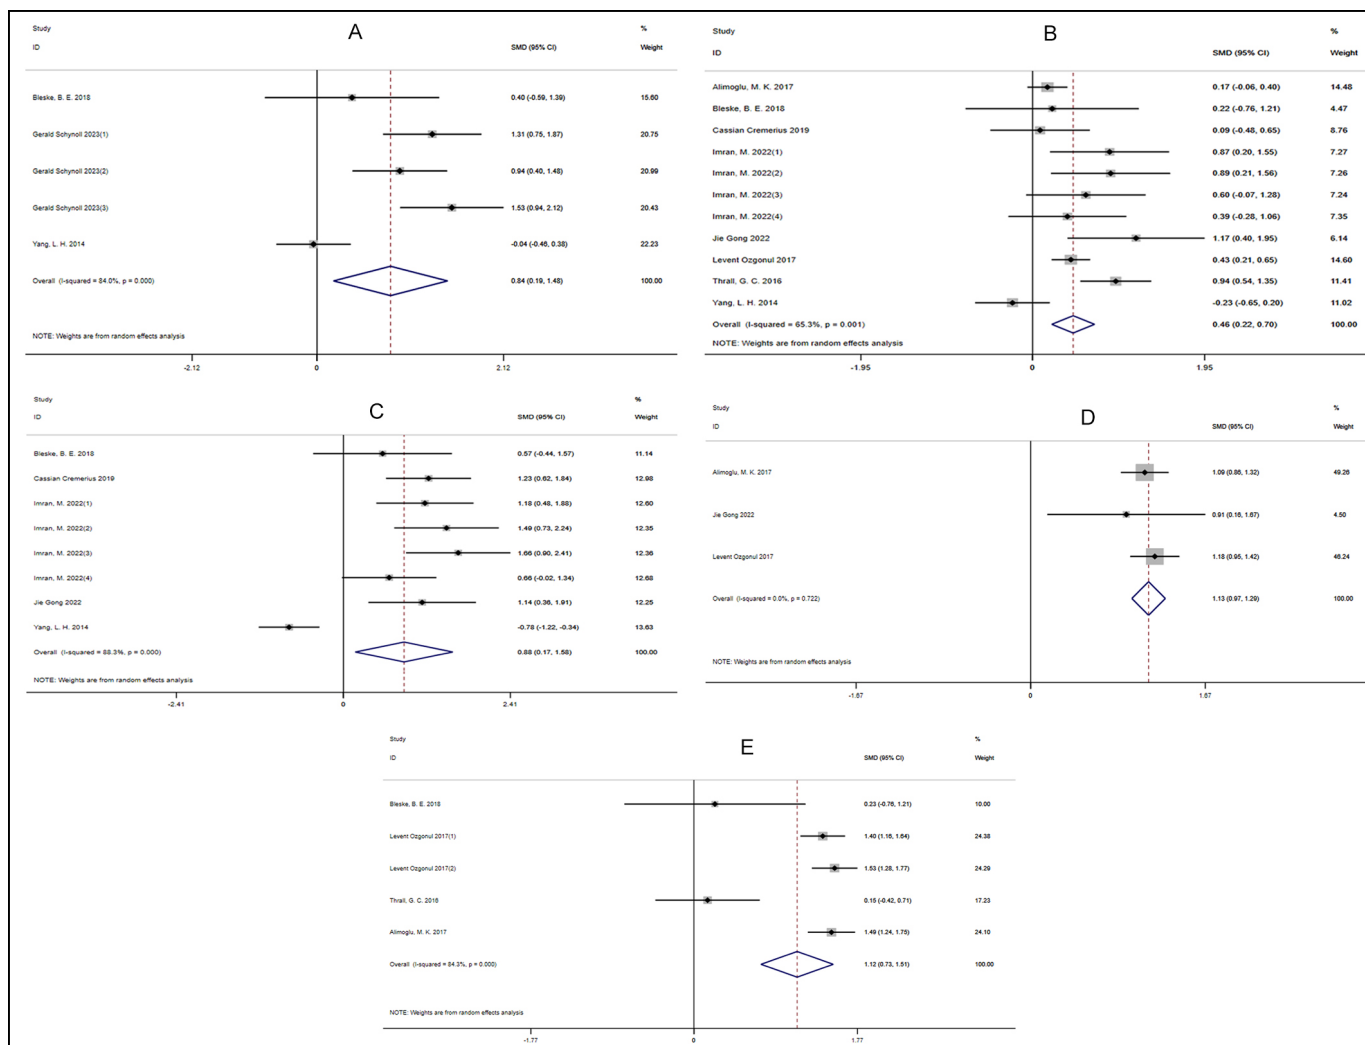 A
Study %
ID SMD (95% CI) Weight
Bleske, B. E. 2018 0.40 (-0.59, 1.39) 15.60
Gerald Schynoll 2023(1) 1.31 (0.75, 1.87) 20.75
Gerald Schynoll 2023(2) 0.94 (0.40, 1.48) 20.99
Gerald Schynoll 2023(3) 1.53 (0.94, 2.12) 20.43
Yang, L. H. 2014 -0.04 (-0.46, 0.38) 22.23
Overall (I-squared = 84.0%, p = 0.000) 0.84 (0.19, 1.48) 100.00
NOTE: Weights are from random effects analysis
-2.12 0 2.12
B
Study %
ID SMD (95% CI) Weight
Alimoglu, M. K. 2017 0.17 (-0.06, 0.40) 14.48
Bleske, B. E. 2018 0.22 (-0.76, 1.21) 4.47
Cassian Cremerius 2019 0.09 (-0.48, 0.65) 8.76
Imran, M. 2022(1) 0.87 (0.20, 1.55) 7.27
Imran, M. 2022(2) 0.89 (0.21, 1.56) 7.26
Imran, M. 2022(3) 0.60 (-0.07, 1.28) 7.24
Imran, M. 2022(4) 0.39 (-0.28, 1.06) 7.35
Jie Gong 2022 1.17 (0.40, 1.95) 6.14
Levent Ozgonul 2017 0.43 (0.21, 0.65) 14.60
Thrall, G. C. 2016 0.94 (0.54, 1.35) 11.41
Yang, L. H. 2014 -0.23 (-0.65, 0.20) 11.02
Overall (I-squared = 65.3%, p = 0.001) 0.46 (0.22, 0.70) 100.00
NOTE: Weights are from random effects analysis
-1.95 0 1.95
C
Study %
ID SMD (95% CI) Weight
Bleske, B. E. 2018 0.57 (-0.44, 1.57) 11.14
Cassian Cremerius 2019 1.23 (0.62, 1.84) 12.98
Imran, M. 2022(1) 1.18 (0.48, 1.88) 12.60
Imran, M. 2022(2) 1.49 (0.73, 2.24) 12.35
Imran, M. 2022(3) 1.66 (0.90, 2.41) 12.36
Imran, M. 2022(4) 0.66 (-0.02, 1.34) 12.68
Jie Gong 2022 1.14 (0.36, 1.91) 12.25
Yang, L. H. 2014 -0.78 (-1.22, -0.34) 13.63
Overall (I-squared = 88.3%, p = 0.000) 0.88 (0.17, 1.58) 100.00
NOTE: Weights are from random effects analysis
-2.41 0 2.41
D
Study %
ID SMD (95% CI) Weight
Alimoglu, M. K. 2017 1.09 (0.86, 1.32) 49.26
Jie Gong 2022 0.91 (0.16, 1.67) 4.50
Levent Ozgonul 2017 1.18 (0.95, 1.42) 46.24
Overall (I-squared = 0.0%, p = 0.722) 1.13 (0.97, 1.29) 100.00
NOTE: Weights are from random effects analysis
-1.67 0 1.67
E
Study %
ID SMD (95% CI) Weight
Bleske, B. E. 2018 0.23 (-0.76, 1.21) 10.00
Levent Ozgonul 2017(1) 1.40 (1.16, 1.64) 24.38
Levent Ozgonul 2017(2) 1.53 (1.28, 1.77) 24.29
Thrall, G. C. 2016 0.15 (-0.42, 0.71) 17.23
Alimoglu, M. K. 2017 1.49 (1.24, 1.75) 24.10
Overall (I-squared = 84.3%, p = 0.000) 1.12 (0.73, 1.51) 100.00
NOTE: Weights are from random effects analysis
-1.77 0 1.77